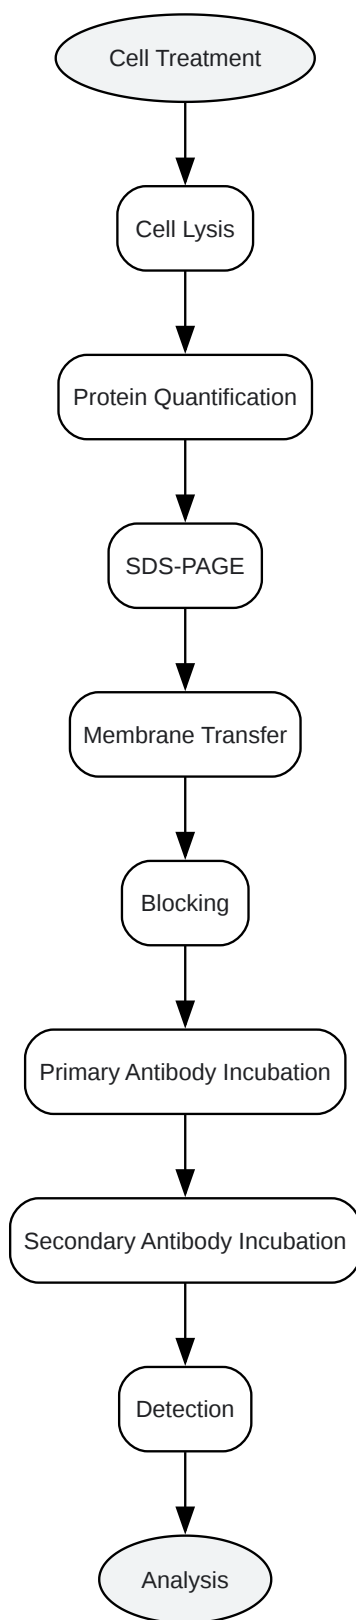 Cell Treatment
Cell Lysis
Protein Quantification
SDS-PAGE
Membrane Transfer
Blocking
Primary Antibody Incubation
Secondary Antibody Incubation
Detection
Analysis